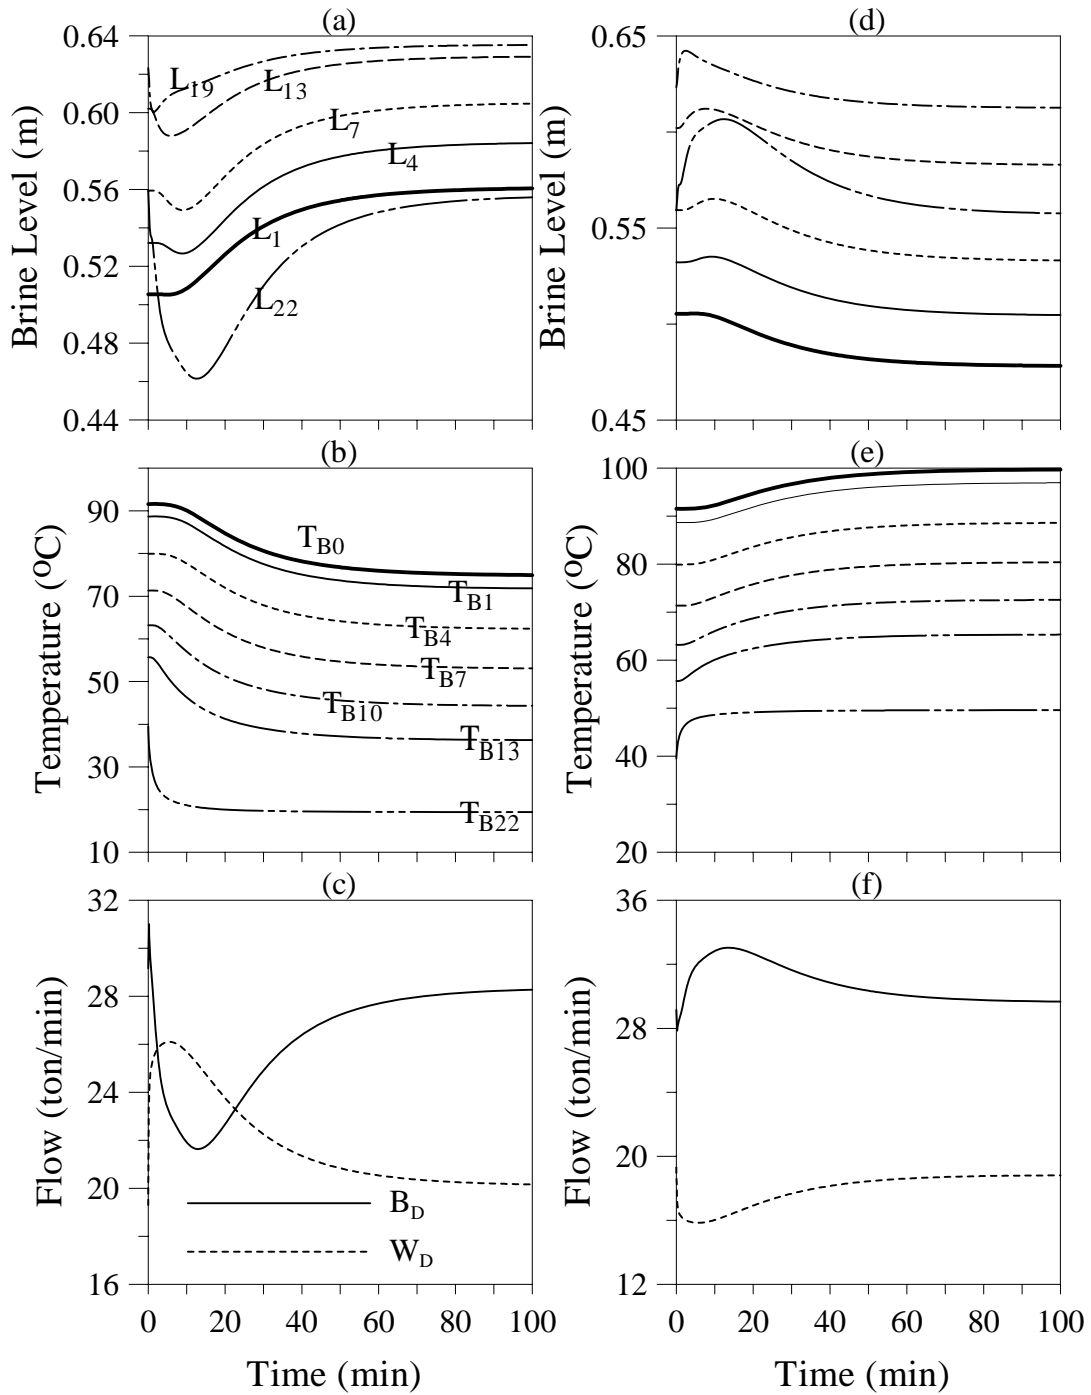 (a)
0.64
0.60
0.56
0.52
0.48
0.44
Brine Level (m)
L19
L13
L7
L4
L1
L22
(d)
0.65
0.55
0.45
Brine Level (m)
(b)
90
70
50
30
10
Temperature (°C)
TB0
TB1
TB4
TB7
TB10
TB13
TB22
(e)
100
80
60
40
20
Temperature (°C)
(c)
32
28
24
20
16
Flow (ton/min)
BD
WD
0 20 40 60 80 100
Time (min)
(f)
36
28
20
12
Flow (ton/min)
0 20 40 60 80 100
Time (min)